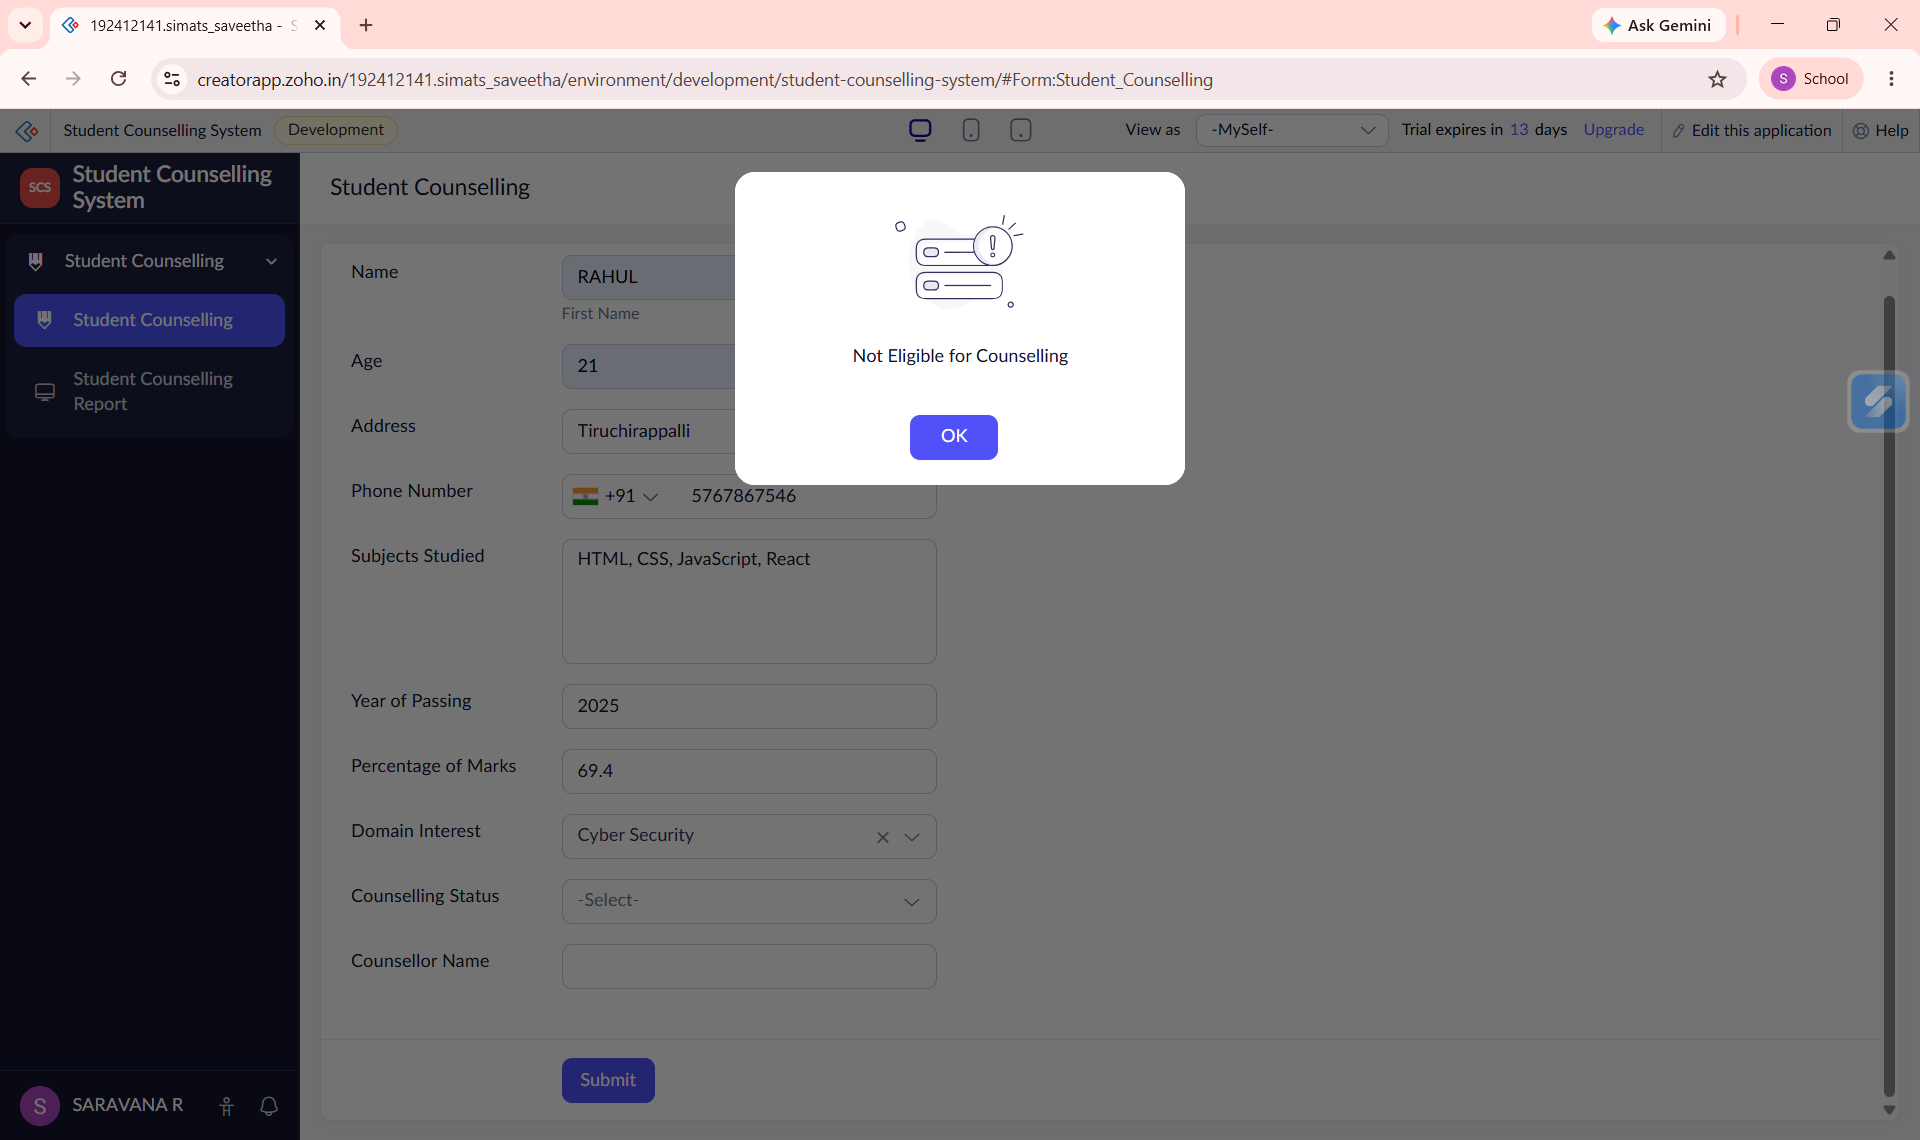 192412141.simats_saveetha - S
Ask Gemini
creatorapp.zoho.in/192412141.simats_saveetha/environment/development/student-counselling-system/#Form:Student_Counselling
S School
Student Counselling System Development
View as -MySelf- Trial expires in 13 days Upgrade Edit this application Help
SCS Student Counselling
System
Student Counselling
Student Counselling
Student Counselling
Report
SARAVANA R
S
Student Counselling
Name RAHUL
First Name
Age 21
Address Tiruchirappalli
Phone Number +91 5767867546
Subjects Studied HTML, CSS, JavaScript, React
Year of Passing 2025
Percentage of Marks 69.4
Domain Interest Cyber Security
Counselling Status -Select-
Counsellor Name
Submit
Not Eligible for Counselling
OK